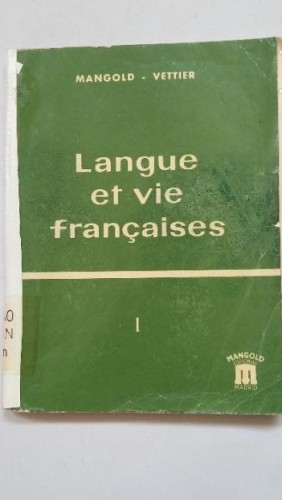 MANGOLD - VETTIER
Langue
et vie
françaises
I
MANGOLD
MADRID